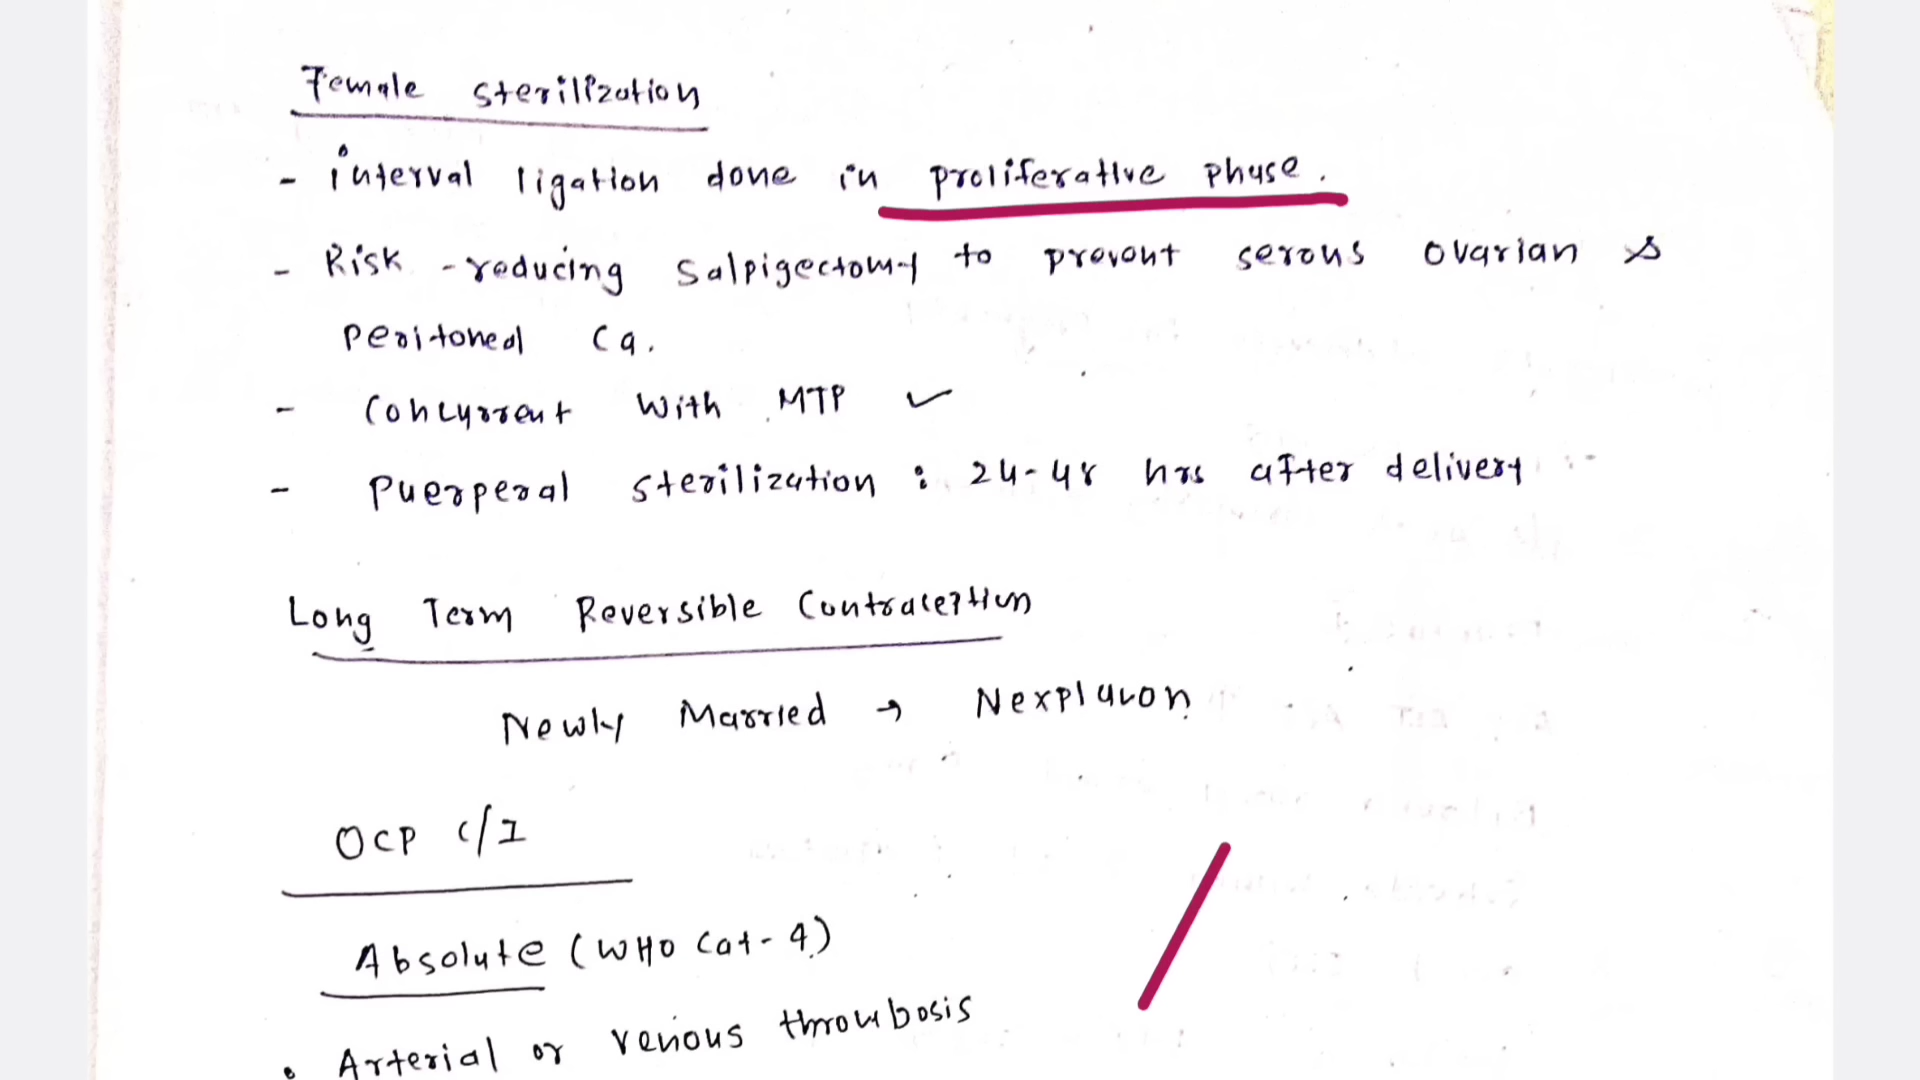 Female sterilization
- interval ligation done in proliferative phase.
- Risk-reducing Salpigectomy to prevent serous ovarian &
peritoneal Ca.
- Concurrent with MTP ✓
- Puerperal sterilization : 24-48 hrs after delivery
Long Term Reversible Contraception
Newly Married → Nexplanon
OCP C/I
Absolute (WHO Cat-4)
• Arterial or venous thrombosis